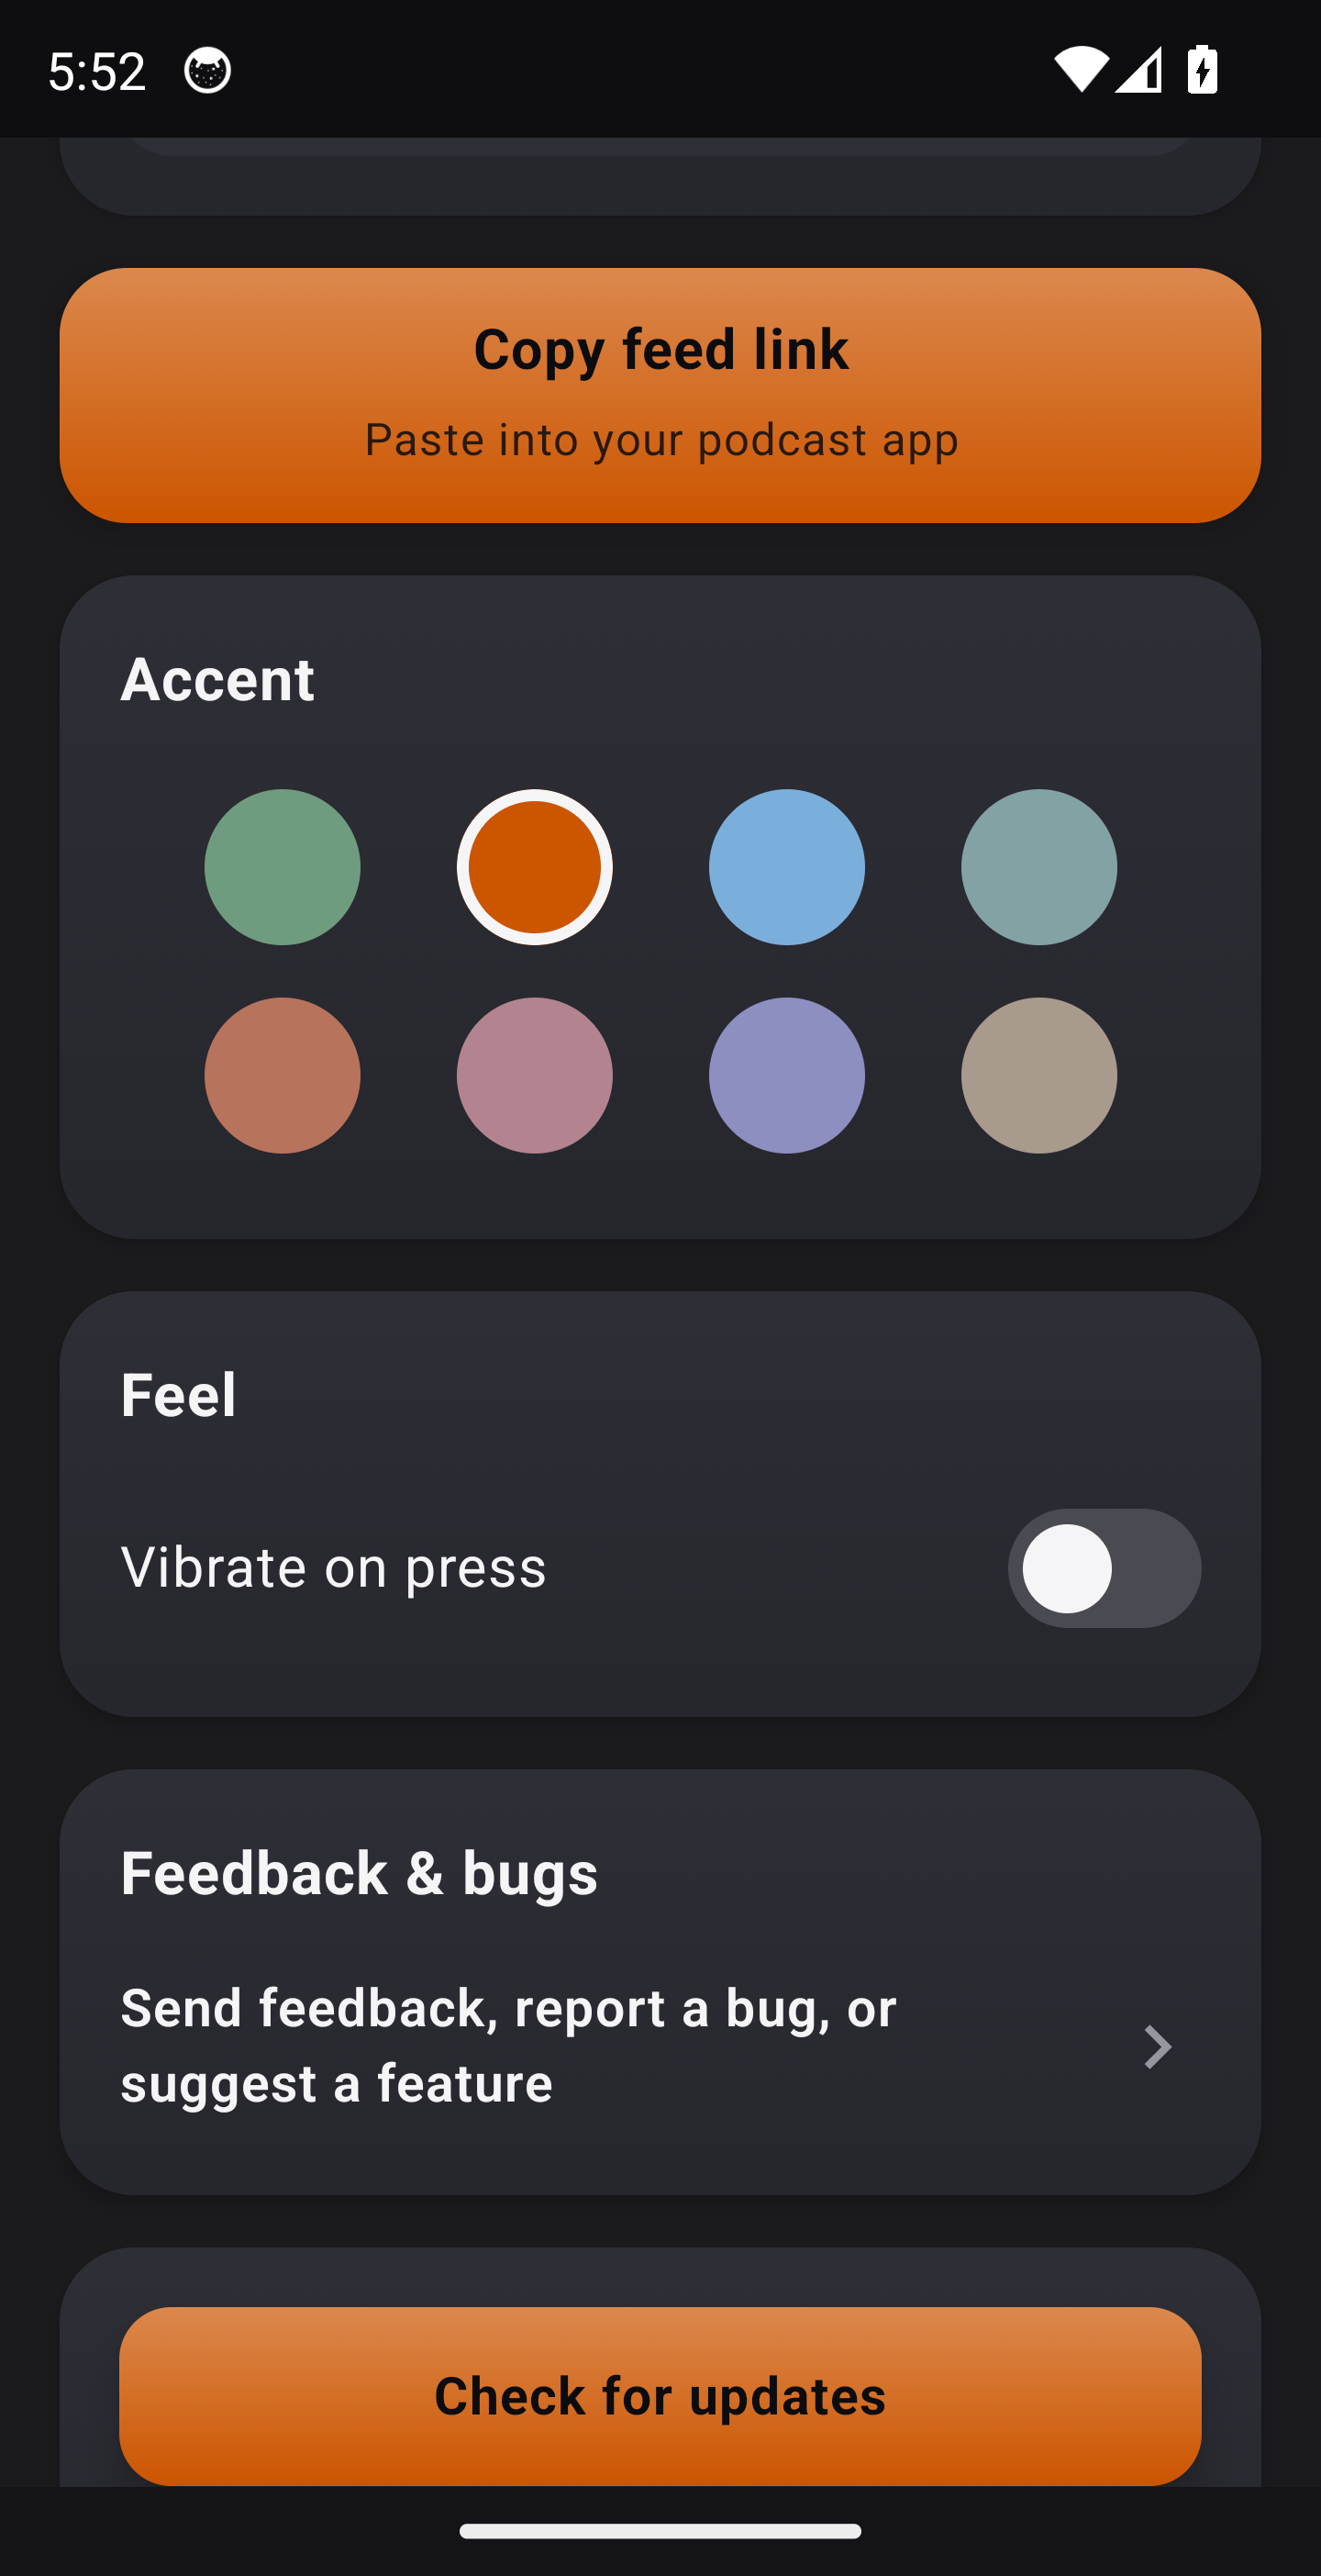 5:52
Copy feed link
Paste into your podcast app
Accent
Feel
Vibrate on press
Feedback & bugs
Send feedback, report a bug, or
suggest a feature
Check for updates